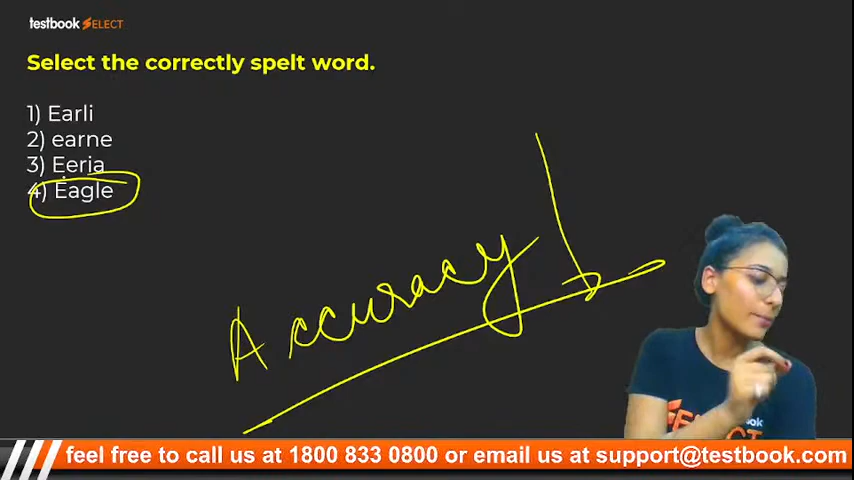 testbook SELECT
Select the correctly spelt word.
1) Earli
2) earne
3) Eeria
4) Eagle
Accuracy
feel free to call us at 1800 833 0800 or email us at support@testbook.com